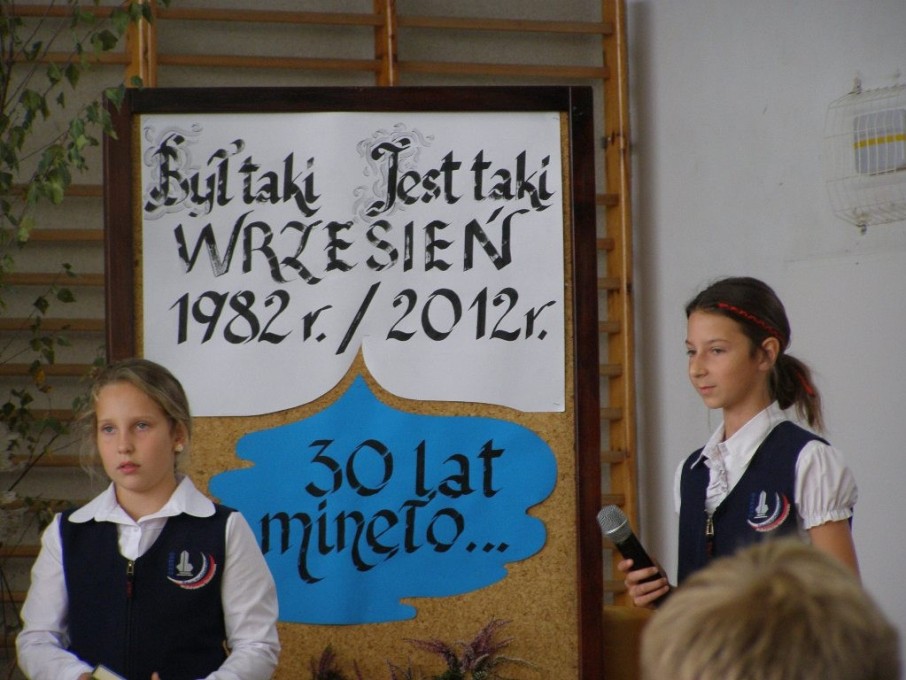 Był taki Jest taki
WRZESIEŃ
1982 r. / 2012 r.
30 lat
minęło...